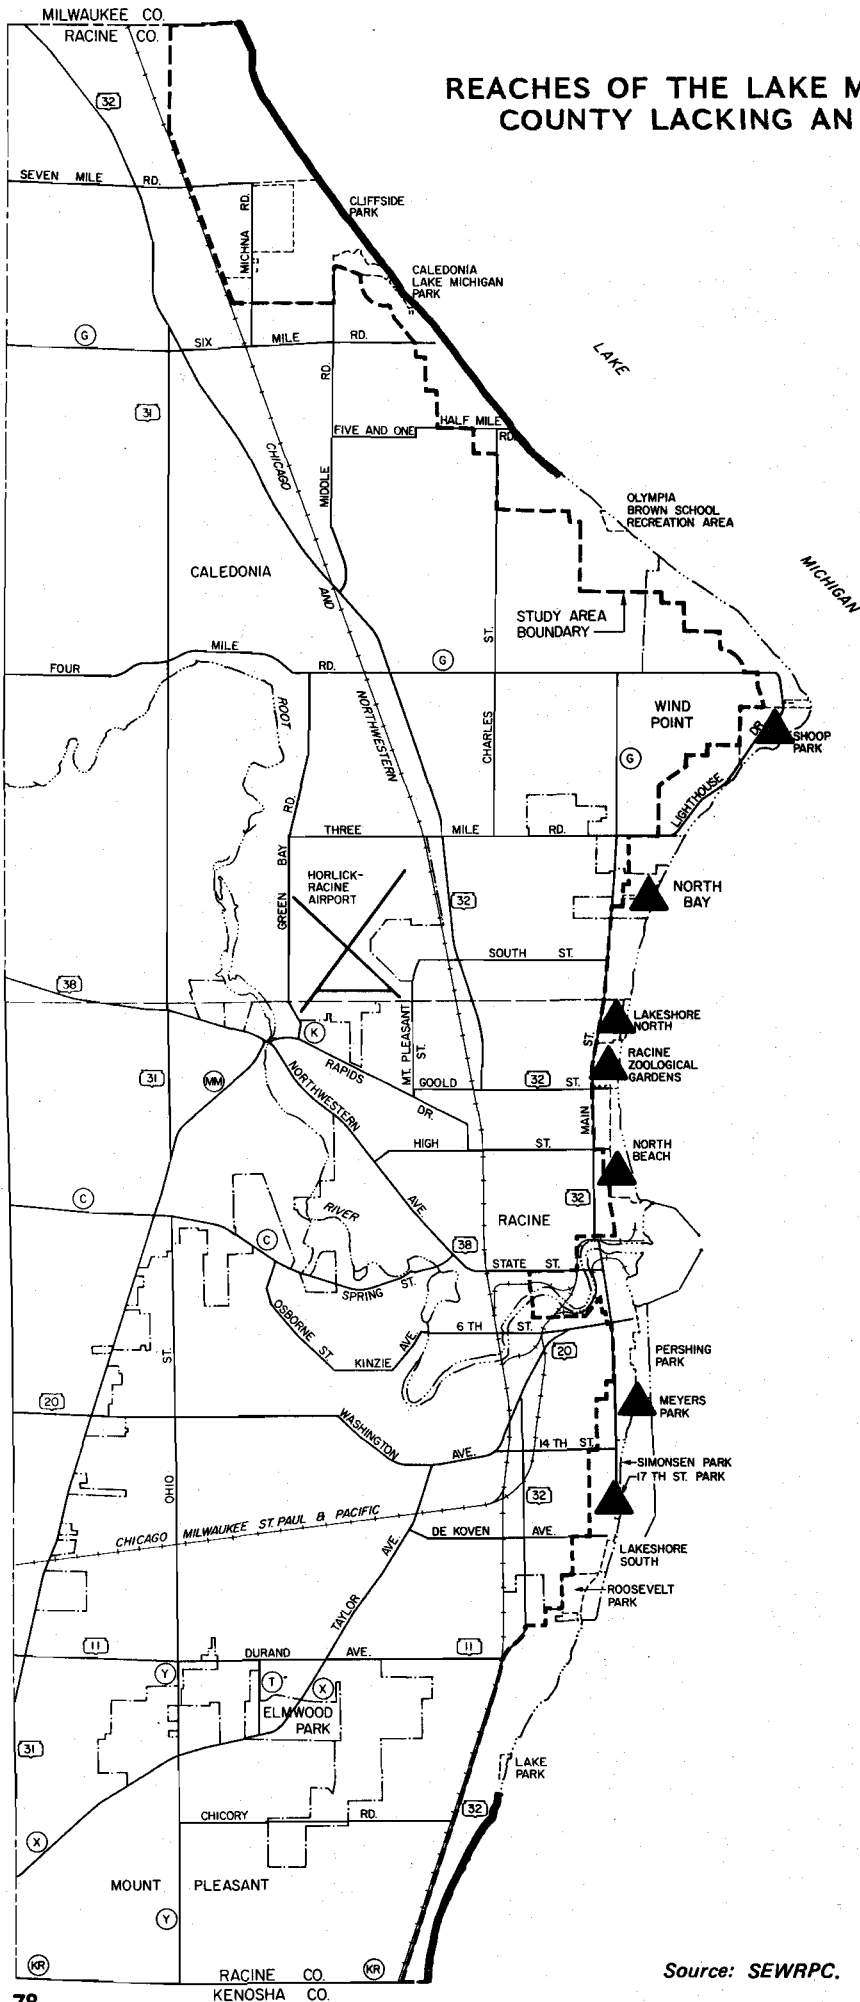 MILWAUKEE CO.
RACINE CO.
32
REACHES OF THE LAKE M
COUNTY LACKING AN
SEVEN MILE RD.
MICHNA RD.
CLIFFSIDE
PARK
CALEDONIA
LAKE MICHIGAN
PARK
G
SIX MILE RD.
LAKE
31
MIDDLE RD.
FIVE AND ONE HALF MILE RD.
CHICAGO AND NORTHWESTERN
OLYMPIA
BROWN SCHOOL
RECREATION AREA
MICHIGAN
CALEDONIA
STUDY AREA
BOUNDARY
CHARLES ST.
FOUR MILE RD.
G
ROOT
WIND
POINT
SHOOP
PARK
G
LIGHTHOUSE DR.
THREE MILE RD.
GREEN BAY RD.
HORLICK-
RACINE
AIRPORT
32
NORTH
BAY
SOUTH ST.
38
LAKESHORE
NORTH
K
MT. PLEASANT ST.
RACINE
ZOOLOGICAL
GARDENS
31
MM
RAPIDS DR.
GOOLD ST.
32
MAIN ST.
NORTHWESTERN AVE.
HIGH ST.
NORTH
BEACH
C
32
RIVER
RACINE
C
38
STATE ST.
SPRING ST.
OSBORNE ST.
6 TH ST.
KINZIE AVE.
20
PERSHING
PARK
20
MEYERS
PARK
WASHINGTON AVE.
14 TH ST.
SIMONSEN PARK
17 TH ST. PARK
OHIO ST.
32
CHICAGO MILWAUKEE ST. PAUL & PACIFIC
DE KOVEN AVE.
LAKESHORE
SOUTH
ROOSEVELT
PARK
TAYLOR AVE.
11
DURAND AVE.
11
Y
T
X
ELMWOOD
PARK
31
LAKE
PARK
32
CHICORY RD.
X
MOUNT PLEASANT
Y
KR
KR
RACINE CO.
KENOSHA CO.
Source: SEWRPC.
78